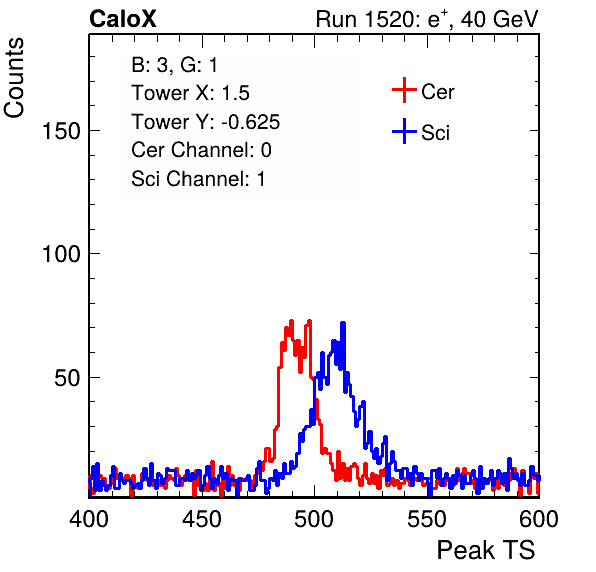 CaloX Run 1520: e⁺, 40 GeV
Counts
B: 3, G: 1
Tower X: 1.5
Tower Y: -0.625
Cer Channel: 0
Sci Channel: 1
Cer
Sci
150
100
50
400 450 500 550 600
Peak TS